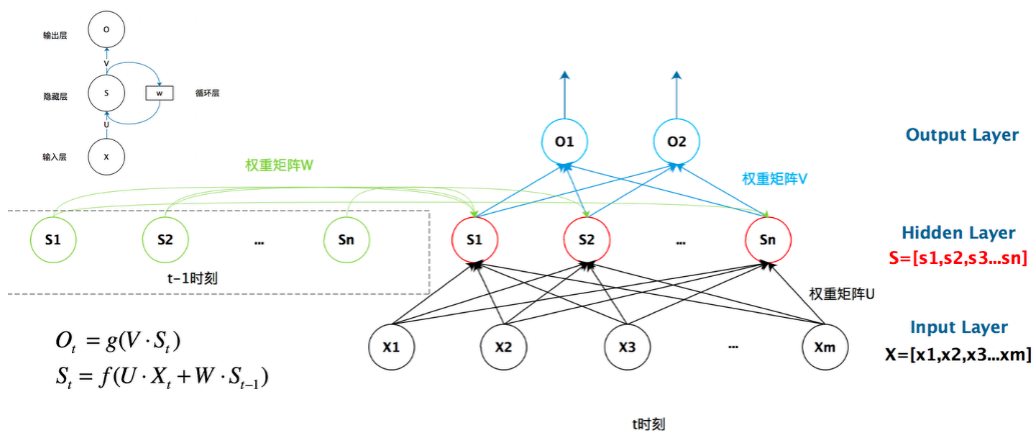 输出层
O
V
隐藏层
S
w
循环层
U
输入层
X
O1
O2
Output Layer
权重矩阵W
权重矩阵V
S1
S2
...
Sn
S1
S2
...
Sn
Hidden Layer
S=[s1,s2,s3...sn]
t-1时刻
权重矩阵U
X1
X2
X3
...
Xm
Input Layer
X=[x1,x2,x3...xm]
O_t = g(V · S_t)
S_t = f(U · X_t + W · S_{t-1})
t时刻